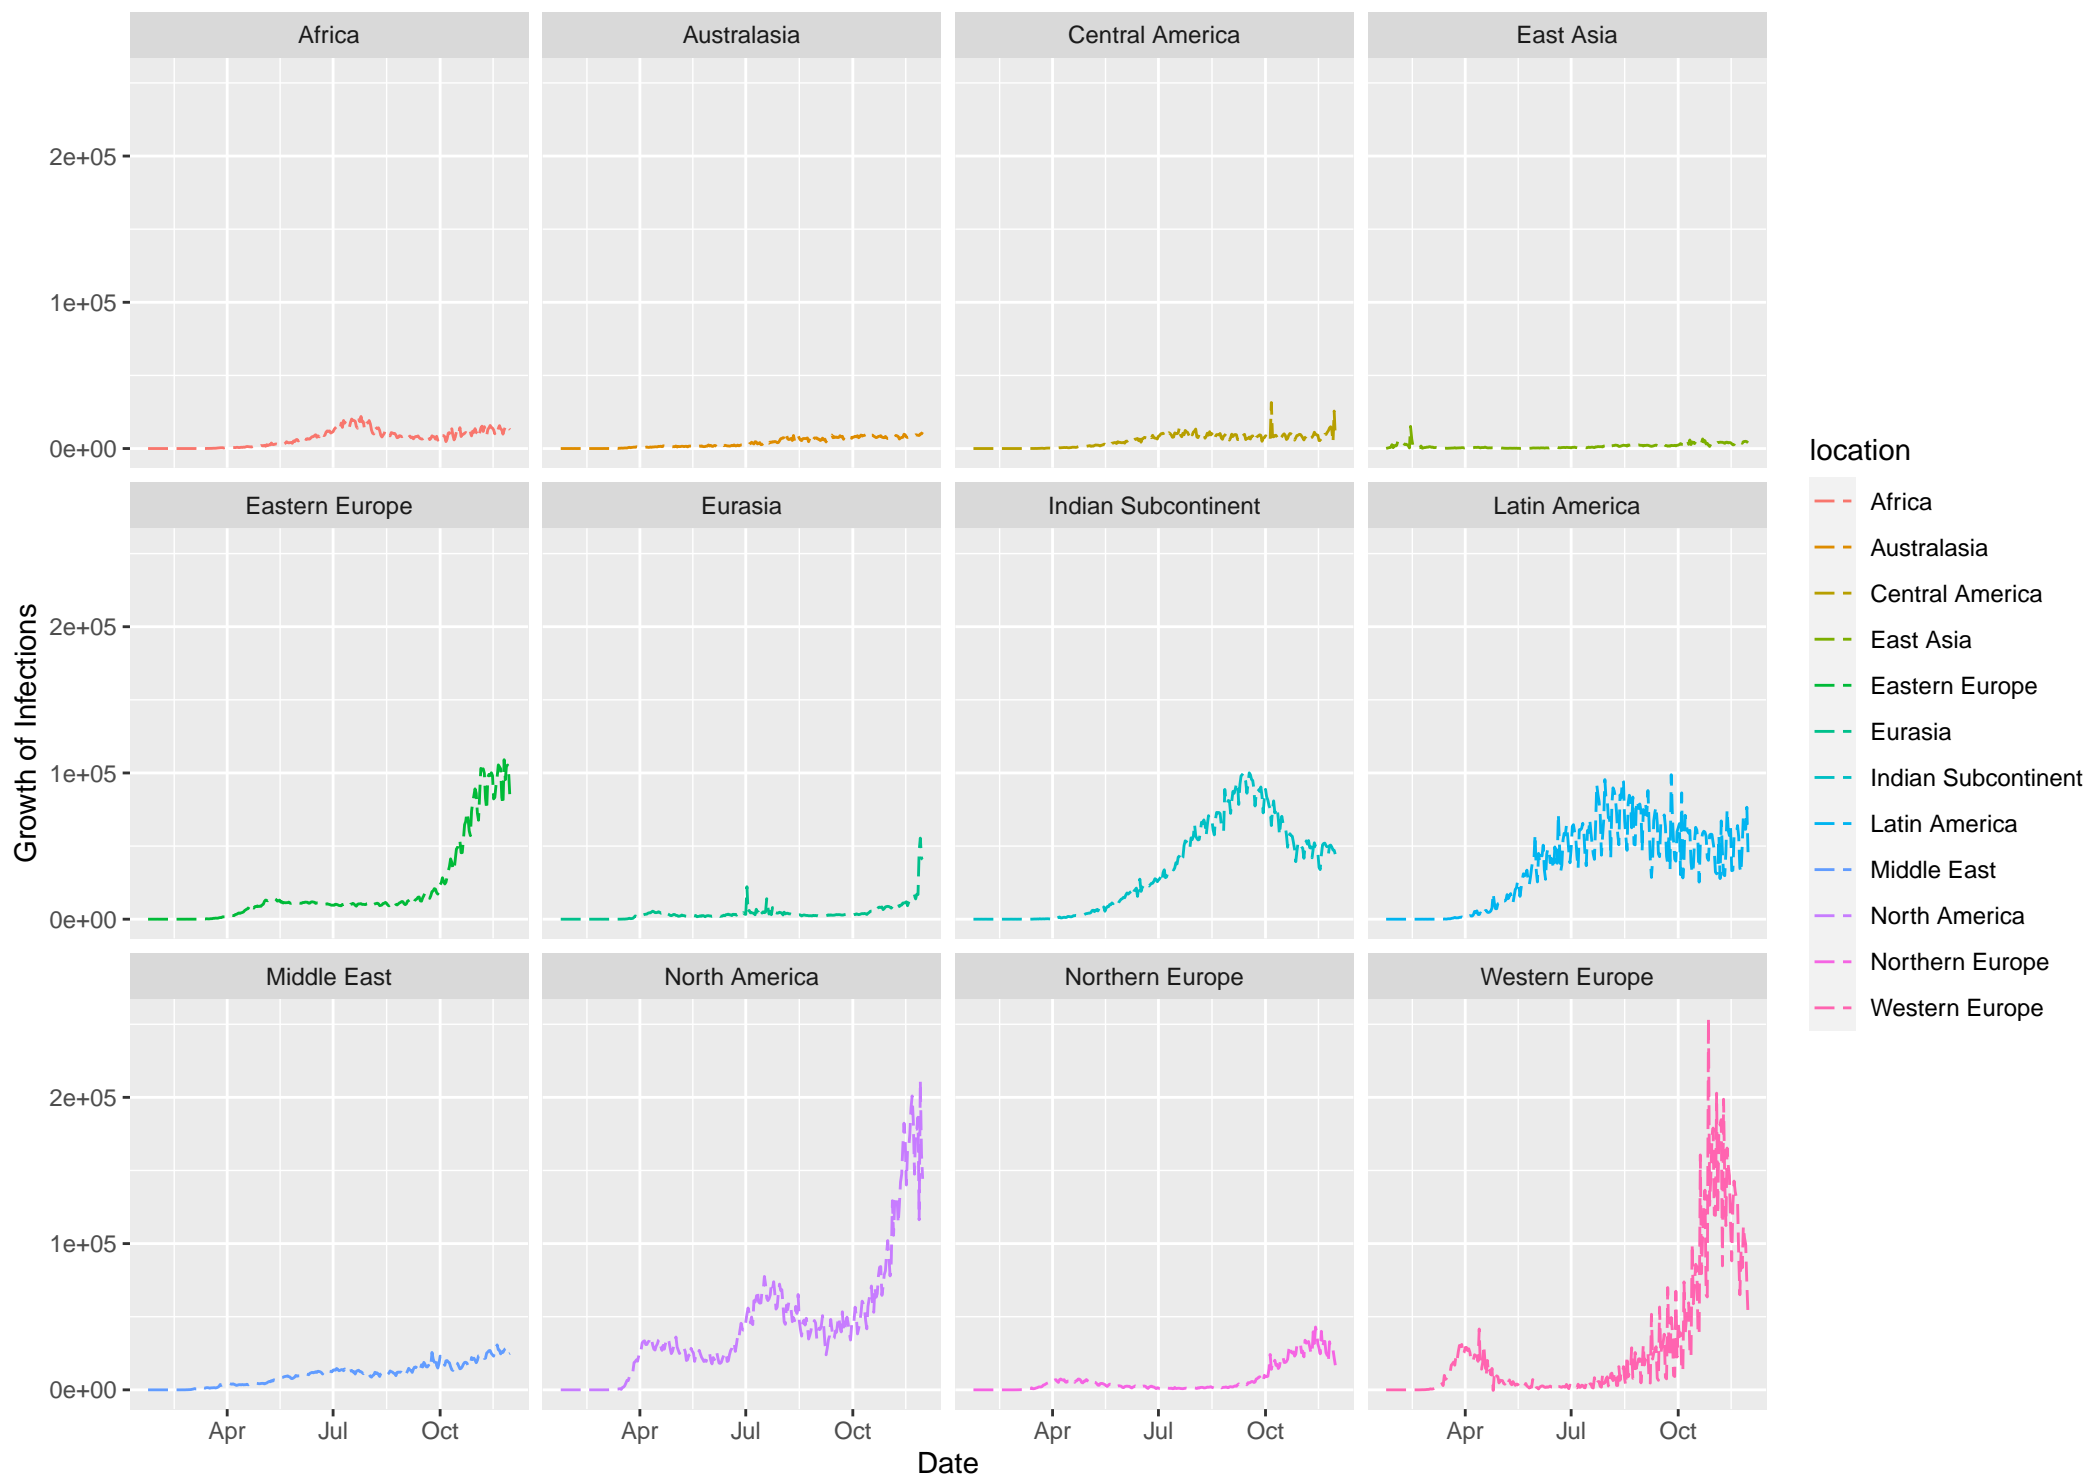 Africa
Australasia
Central America
East Asia
2e+05
1e+05
0e+00
Eastern Europe
Eurasia
Indian Subcontinent
Latin America
2e+05
1e+05
0e+00
Middle East
North America
Northern Europe
Western Europe
2e+05
1e+05
0e+00
Apr Jul Oct
Apr Jul Oct
Apr Jul Oct
Apr Jul Oct
Date
Growth of Infections
location
Africa
Australasia
Central America
East Asia
Eastern Europe
Eurasia
Indian Subcontinent
Latin America
Middle East
North America
Northern Europe
Western Europe